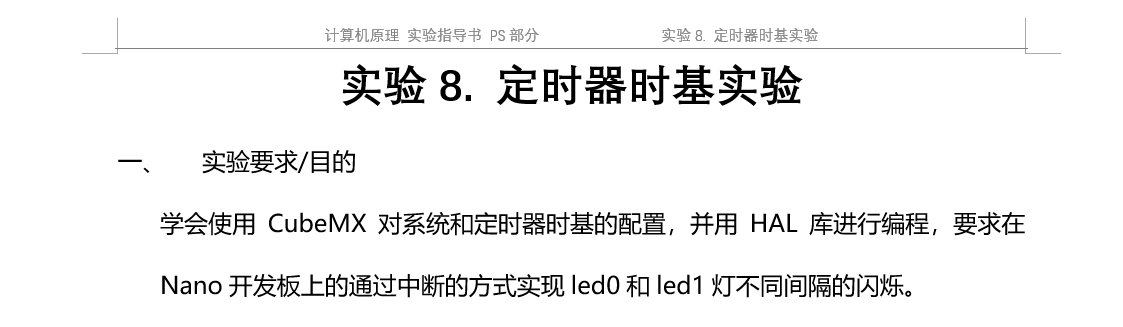 计算机原理 实验指导书 PS 部分 实验 8. 定时器时基实验
实验 8. 定时器时基实验
一、 实验要求/目的
学会使用 CubeMX 对系统和定时器时基的配置，并用 HAL 库进行编程，要求在
Nano 开发板上的通过中断的方式实现 led0 和 led1 灯不同间隔的闪烁。